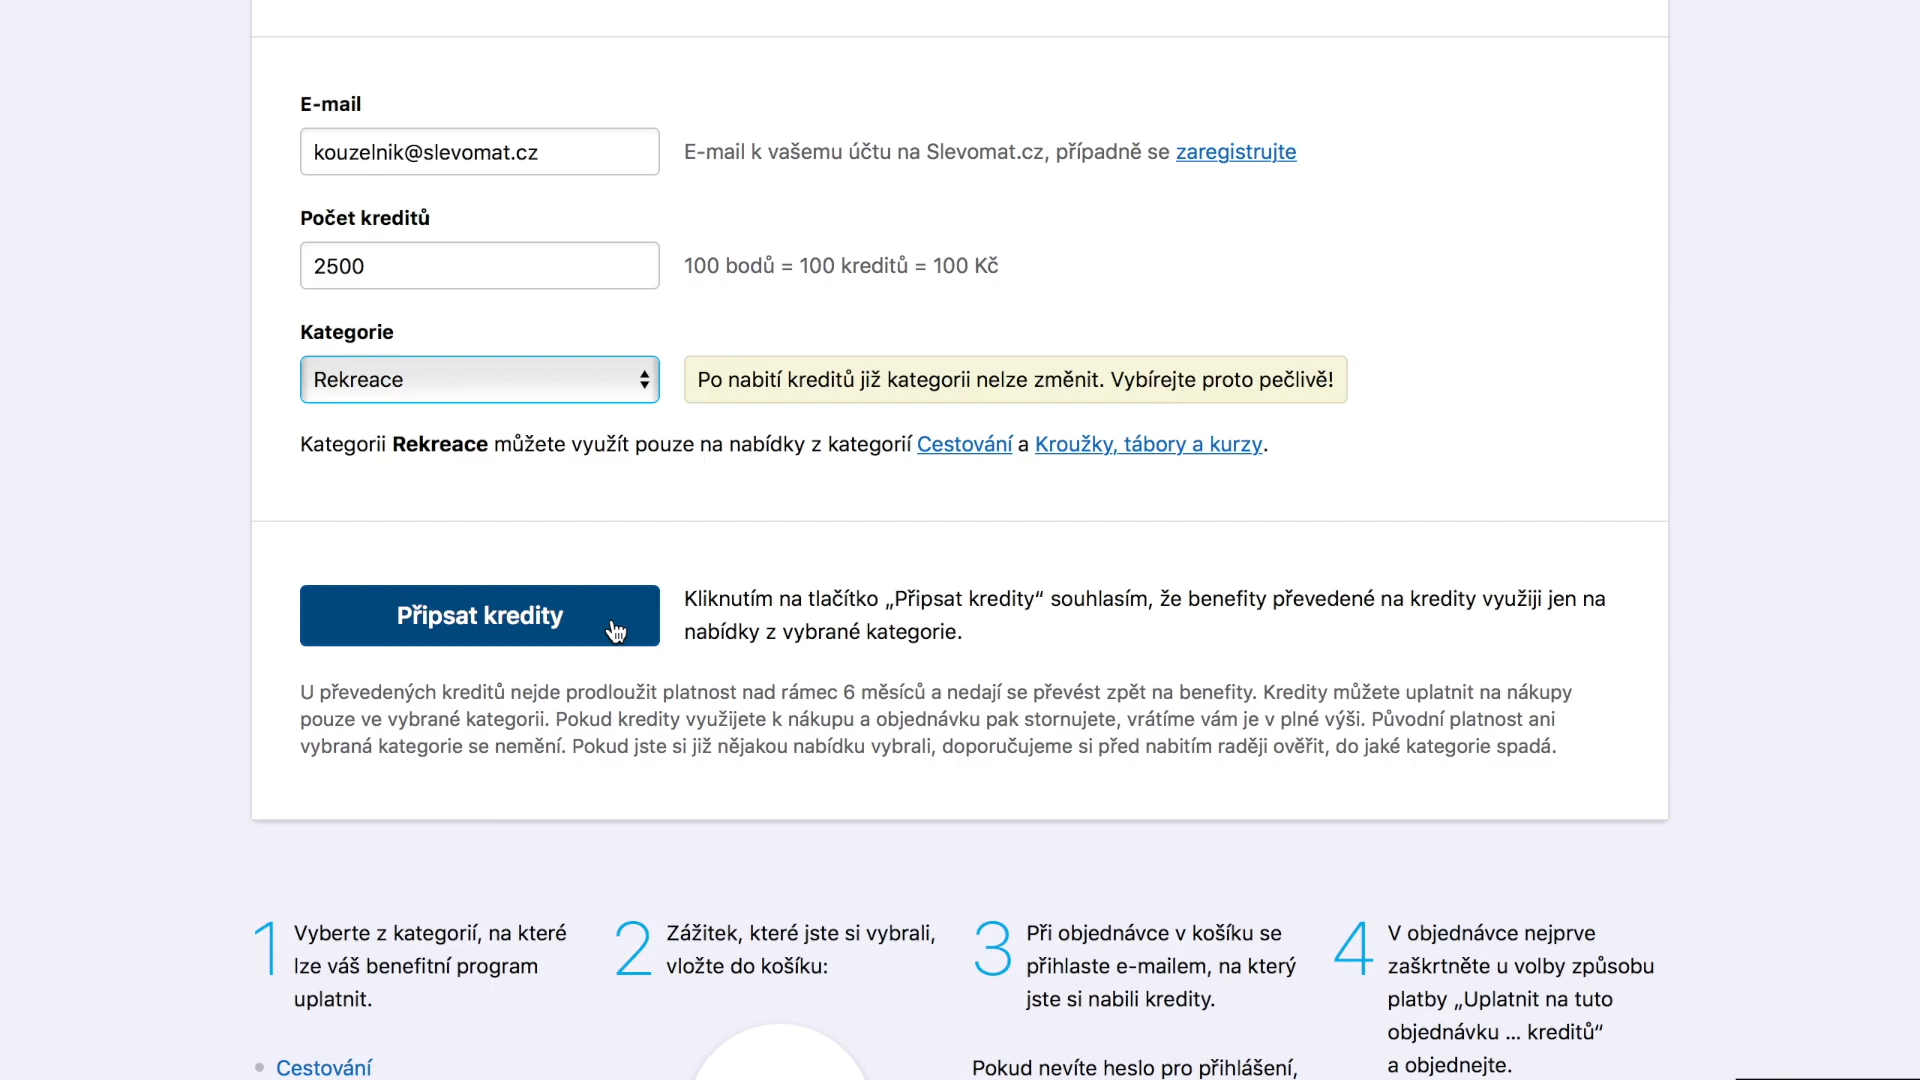 E-mail
kouzelnik@slevomat.cz
E-mail k vašemu účtu na Slevomat.cz, případně se zaregistrujte
Počet kreditů
2500
100 bodů = 100 kreditů = 100 Kč
Kategorie
Rekreace
Po nabití kreditů již kategorii nelze změnit. Vybírejte proto pečlivě!
Kategorii Rekreace můžete využít pouze na nabídky z kategorií Cestování a Kroužky, tábory a kurzy.
Připsat kredity
Kliknutím na tlačítko „Připsat kredity“ souhlasím, že benefity převedené na kredity využiji jen na
nabídky z vybrané kategorie.
U převedených kreditů nejde prodloužit platnost nad rámec 6 měsíců a nedají se převést zpět na benefity. Kredity můžete uplatnit na nákupy
pouze ve vybrané kategorii. Pokud kredity využijete k nákupu a objednávku pak stornujete, vrátíme vám je v plné výši. Původní platnost ani
vybraná kategorie se nemění. Pokud jste si již nějakou nabídku vybrali, doporučujeme si před nabitím raději ověřit, do jaké kategorie spadá.
1
Vyberte z kategorií, na které
lze váš benefitní program
uplatnit.
Cestování
2
Zážitek, které jste si vybrali,
vložte do košíku:
3
Při objednávce v košíku se
přihlaste e-mailem, na který
jste si nabili kredity.
Pokud nevíte heslo pro přihlášení,
4
V objednávce nejprve
zaškrtněte u volby způsobu
platby „Uplatnit na tuto
objednávku ... kreditů“
a objednejte.